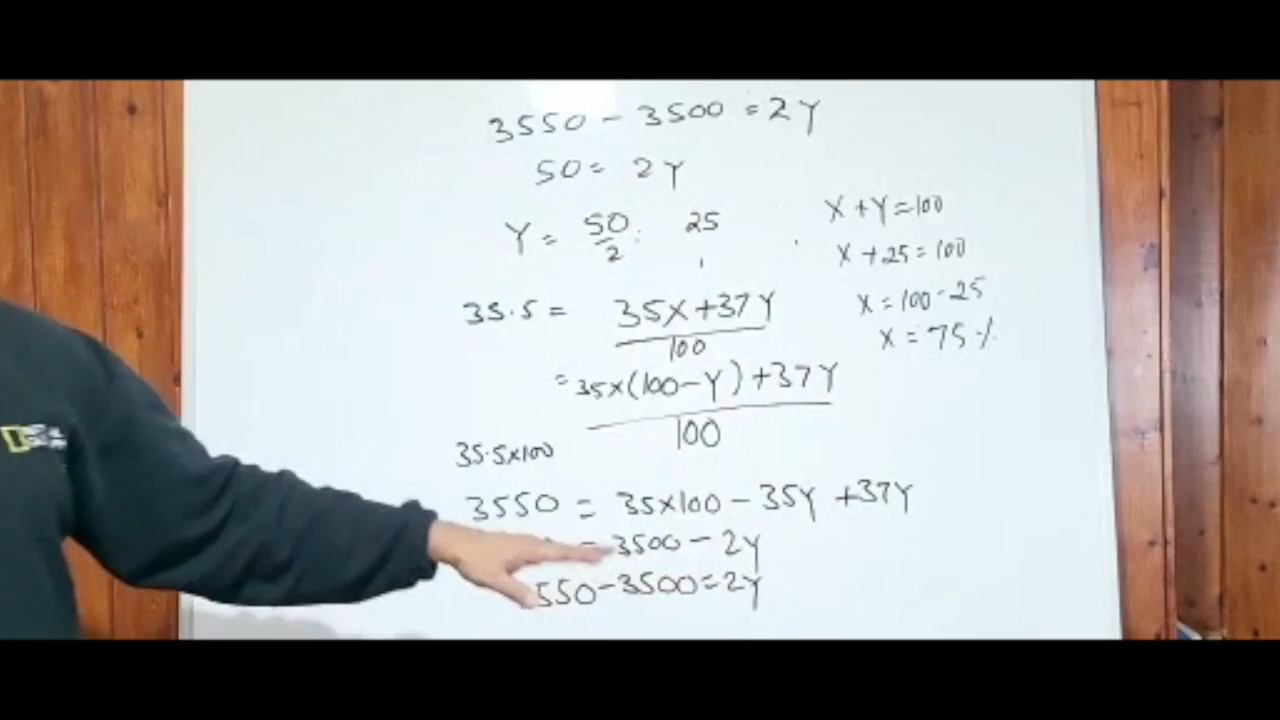 3550 - 3500 = 2Y
50 = 2Y
Y = 50/2 : 25
X + Y = 100
X + 25 = 100
X = 100 - 25
X = 75%
35.5 = 35X + 37Y
100
= 35x(100 - Y) + 37Y
100
35.5x100
3550 = 35x100 - 35Y + 37Y
= 3500 - 2Y
550 - 3500 = 2Y